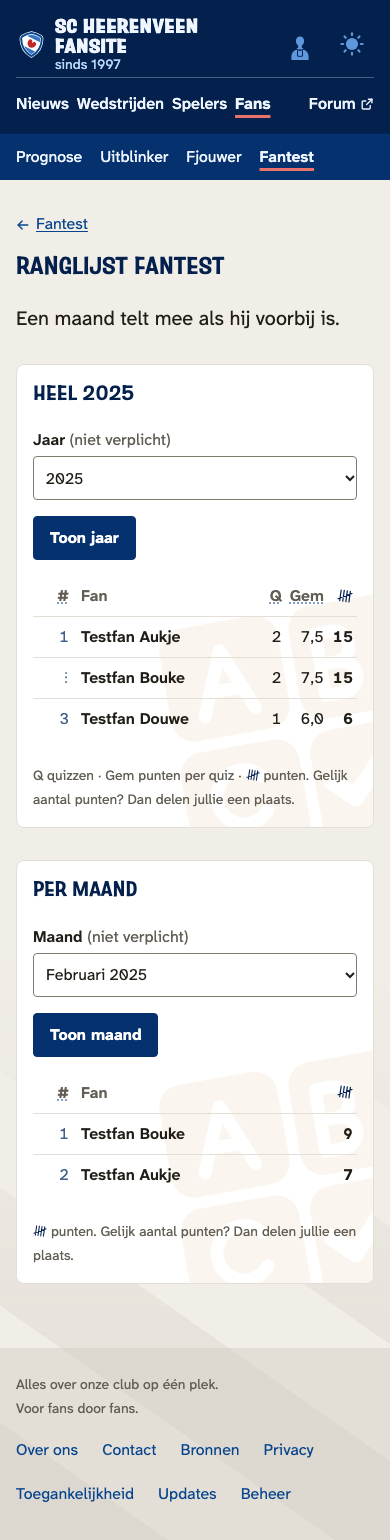 SC HEERENVEEN
FANSITE
sinds 1997
Nieuws Wedstrijden Spelers Fans Forum
Prognose Uitblinker Fjouwer Fantest
← Fantest
RANGLIJST FANTEST
Een maand telt mee als hij voorbij is.
HEEL 2025
Jaar (niet verplicht)
2025
Toon jaar
# Fan Q Gem
1 Testfan Aukje 2 7,5 15
⋮ Testfan Bouke 2 7,5 15
3 Testfan Douwe 1 6,0 6
Q quizzen · Gem punten per quiz · punten. Gelijk
aantal punten? Dan delen jullie een plaats.
PER MAAND
Maand (niet verplicht)
Februari 2025
Toon maand
# Fan
1 Testfan Bouke 9
2 Testfan Aukje 7
punten. Gelijk aantal punten? Dan delen jullie een
plaats.
Alles over onze club op één plek.
Voor fans door fans.
Over ons Contact Bronnen Privacy
Toegankelijkheid Updates Beheer